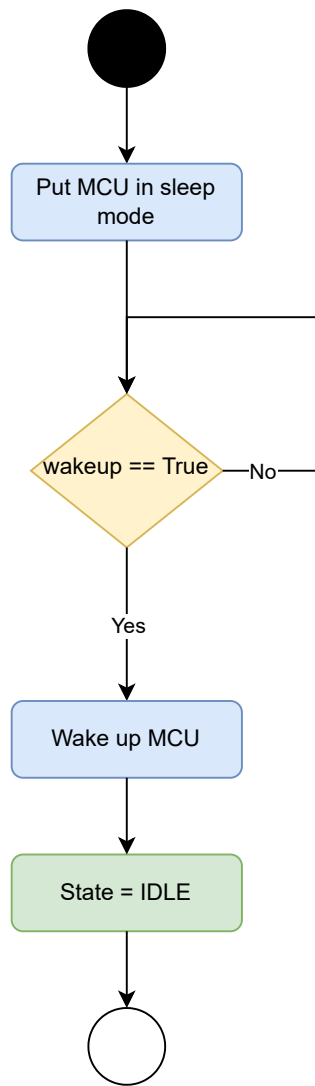 Put MCU in sleep
mode
wakeup == True
No
Yes
Wake up MCU
State = IDLE